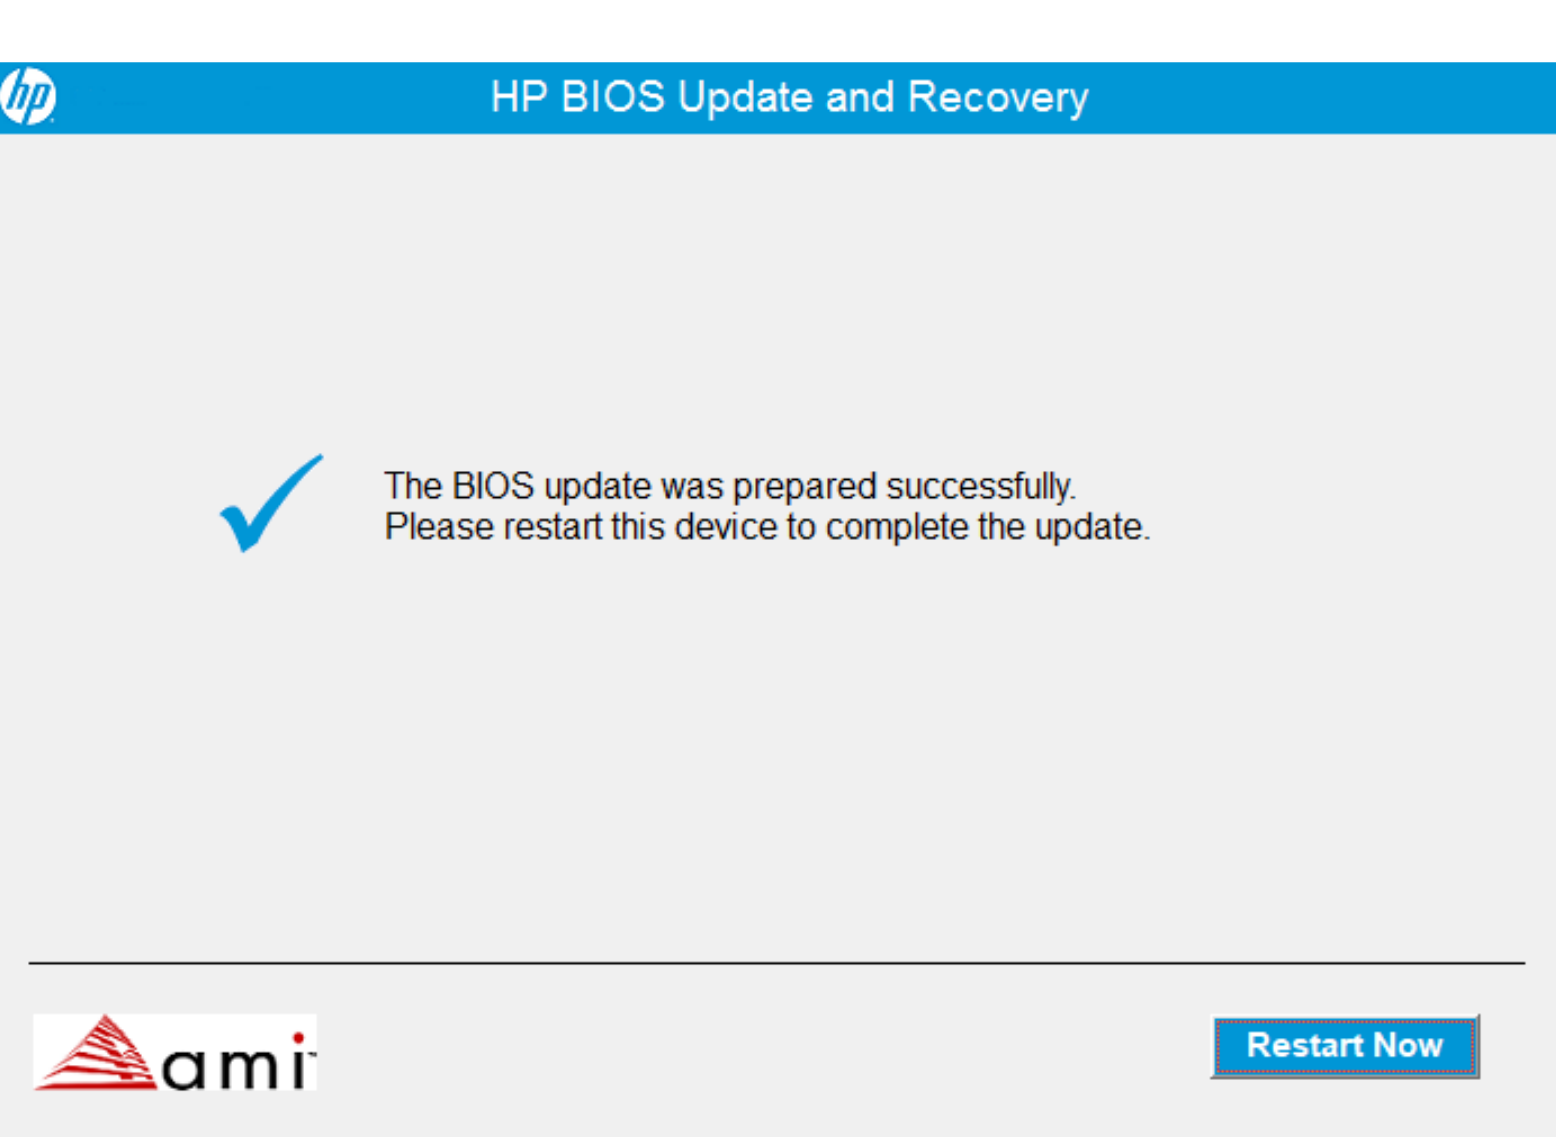 hp
HP BIOS Update and Recovery
The BIOS update was prepared successfully.
Please restart this device to complete the update.
ami
Restart Now